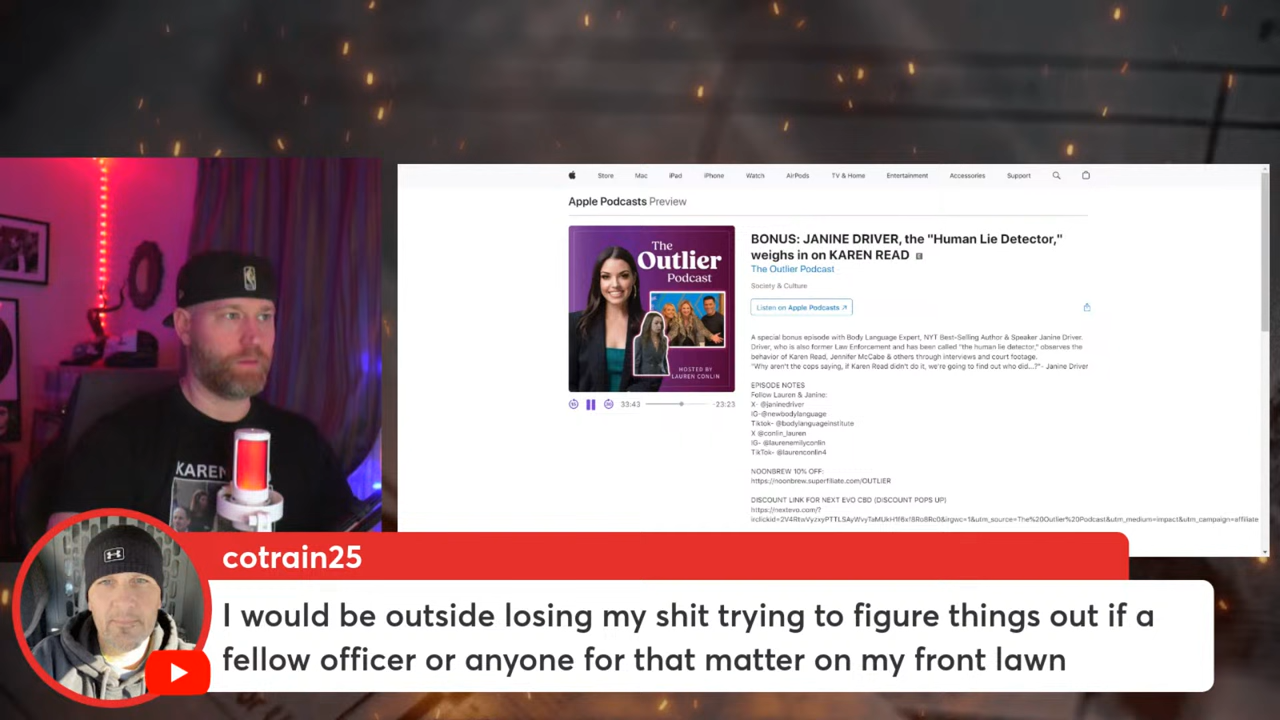 Store Mac iPad iPhone Watch AirPods TV & Home Entertainment Accessories Support
Apple Podcasts Preview
The
Outlier
Podcast
HOSTED BY
LAUREN CONLIN
33:43
-23:23
BONUS: JANINE DRIVER, the "Human Lie Detector,"
weighs in on KAREN READ
The Outlier Podcast
Society & Culture
Listen on Apple Podcasts ↗
A special bonus episode with Body Language Expert, NYT Best-Selling Author & Speaker Janine Driver.
Driver, who is also former Law Enforcement and has been called "the human lie detector," observes the
behavior of Karen Read, Jennifer McCabe & others through interviews and court footage.
"Why aren't the cops saying, if Karen Read didn't do it, we're going to find out who did...?"- Janine Driver
EPISODE NOTES
Fellow Lauren & Janine:
X- @janinedriver
IG-@newbodylanguage
Tiktok- @bodylanguageinstitute
X @conlin_lauren
IG- @laurenemilyconlin
TikTok- @laurenconlin4
NOONBREW 10% OFF:
https://noonbrew.superfiliate.com/OUTLIER
DISCOUNT LINK FOR NEXT EVO CBD (DISCOUNT POPS UP)
https://nextevo.com/?
KAREN
cotrain25
I would be outside losing my shit trying to figure things out if a
fellow officer or anyone for that matter on my front lawn